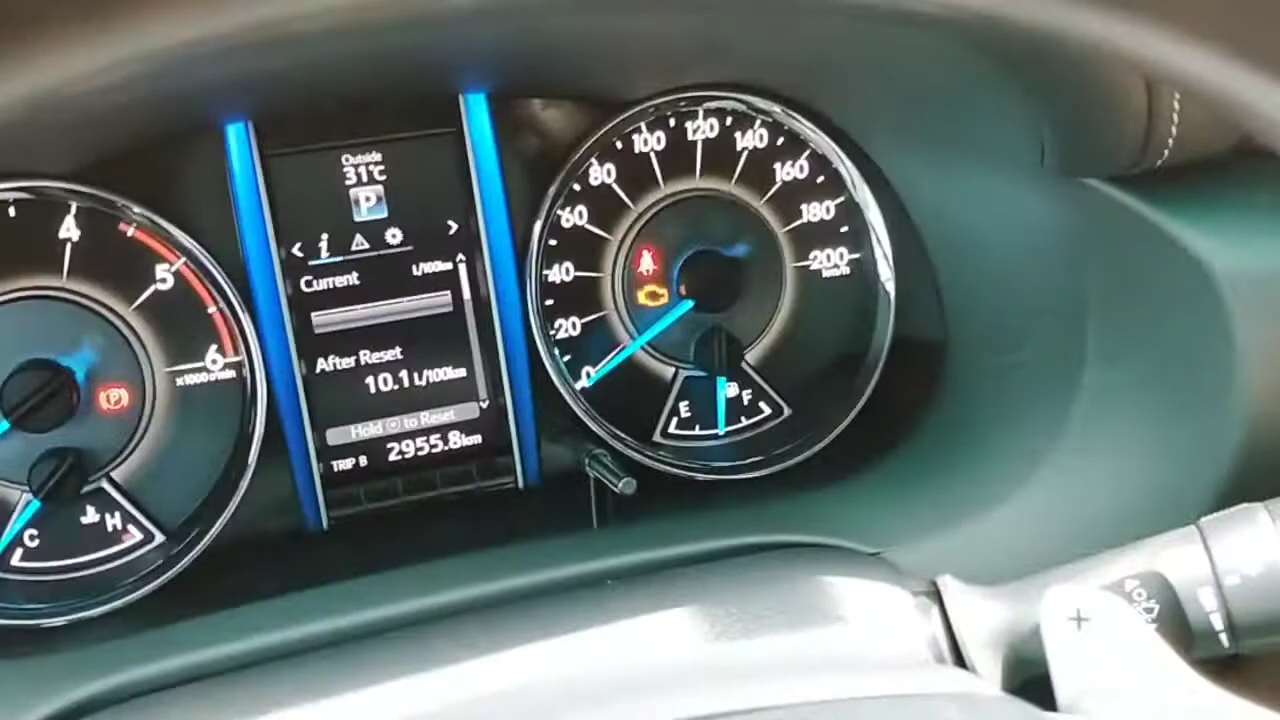 Outside
31℃
P
Current L/100km
After Reset
10.1 L/100km
Hold to Reset
TRIP B 2955.8km
4
5
6
x1000r/min
P
C H
0
20
40
60
80
100
120
140
160
180
200
km/h
E F